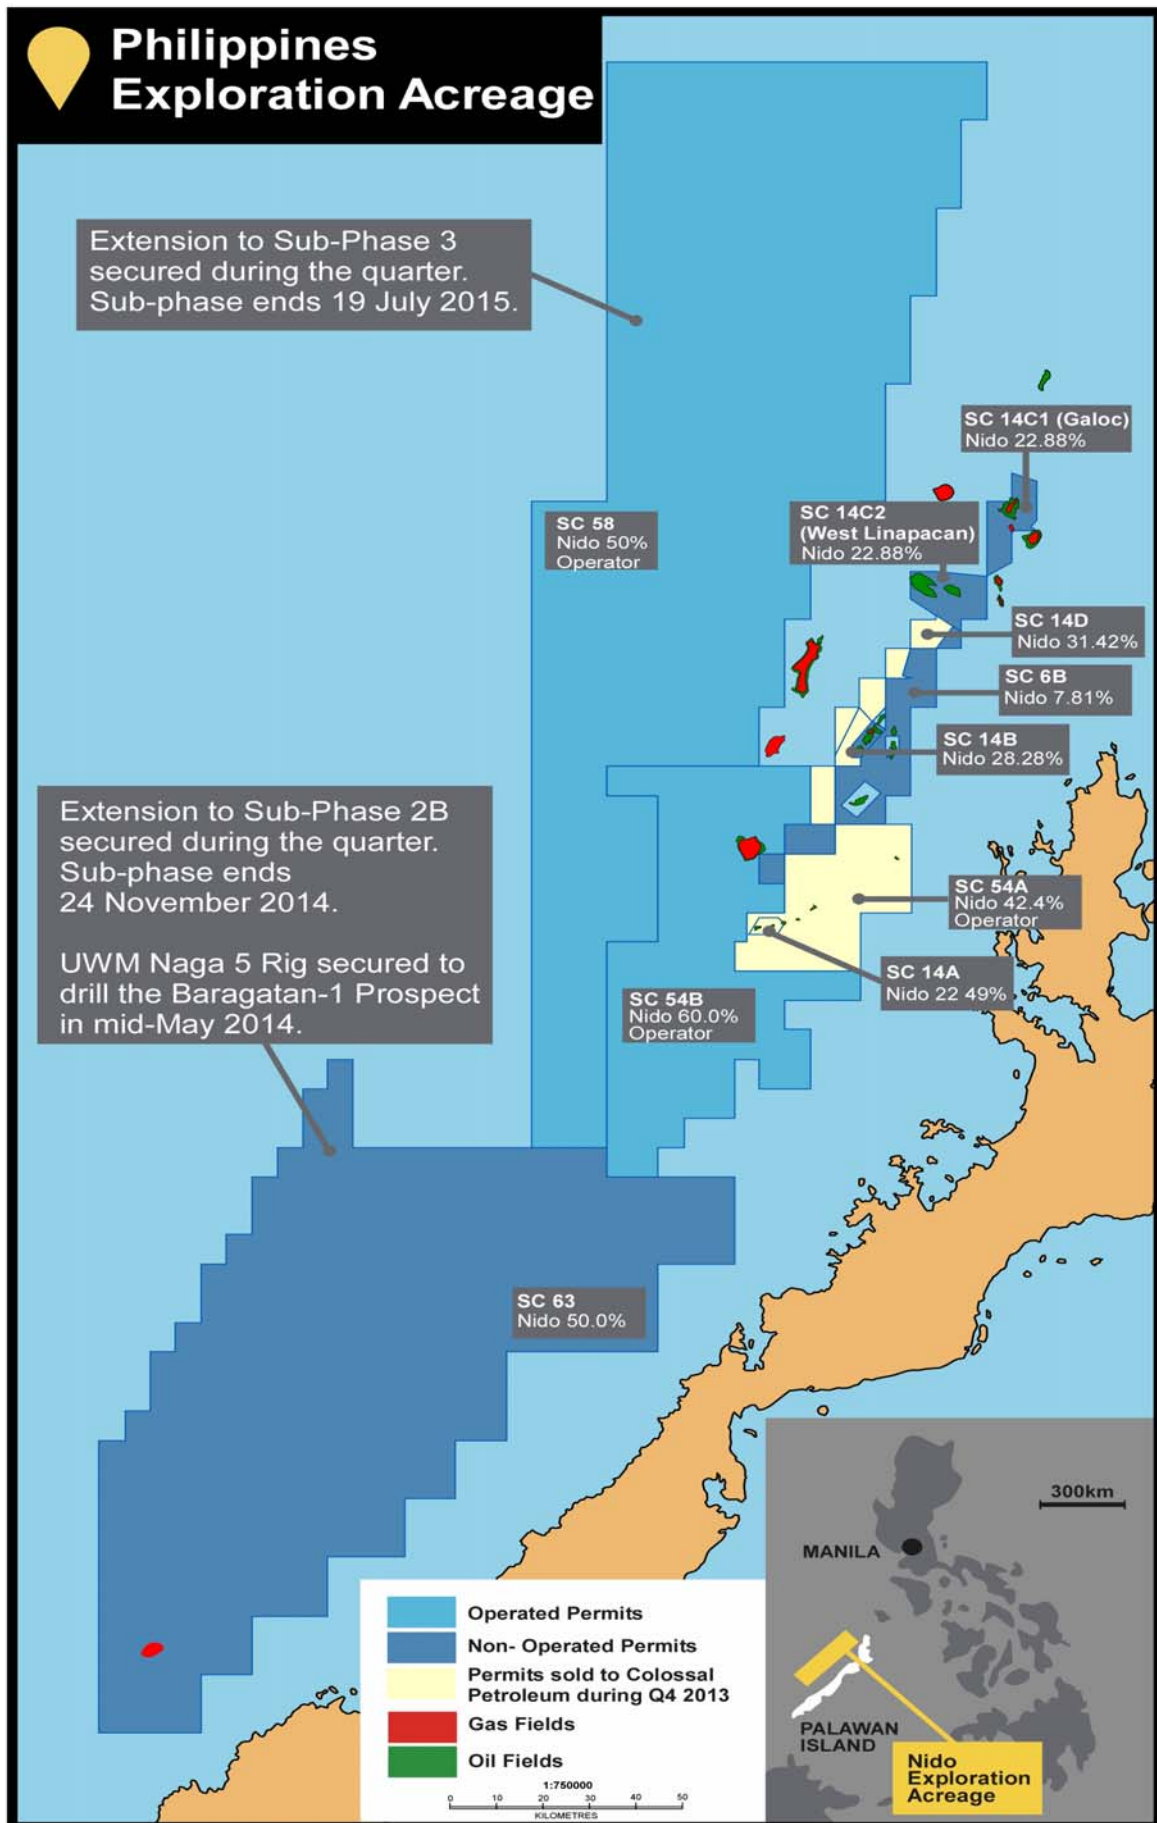 Philippines
Exploration Acreage
Extension to Sub-Phase 3
secured during the quarter.
Sub-phase ends 19 July 2015.
SC 14C1 (Galoc)
Nido 22.88%
SC 14C2
(West Linapacan)
Nido 22.88%
SC 58
Nido 50%
Operator
SC 14D
Nido 31.42%
SC 6B
Nido 7.81%
SC 14B
Nido 28.28%
Extension to Sub-Phase 2B
secured during the quarter.
Sub-phase ends
24 November 2014.
UWM Naga 5 Rig secured to
drill the Baragatan-1 Prospect
in mid-May 2014.
SC 54A
Nido 42.4%
Operator
SC 14A
Nido 22 49%
SC 54B
Nido 60.0%
Operator
SC 63
Nido 50.0%
300km
MANILA
PALAWAN
ISLAND
Nido
Exploration
Acreage
Operated Permits
Non- Operated Permits
Permits sold to Colossal
Petroleum during Q4 2013
Gas Fields
Oil Fields
1:750000
0 10 20 30 40 50
KILOMETRES